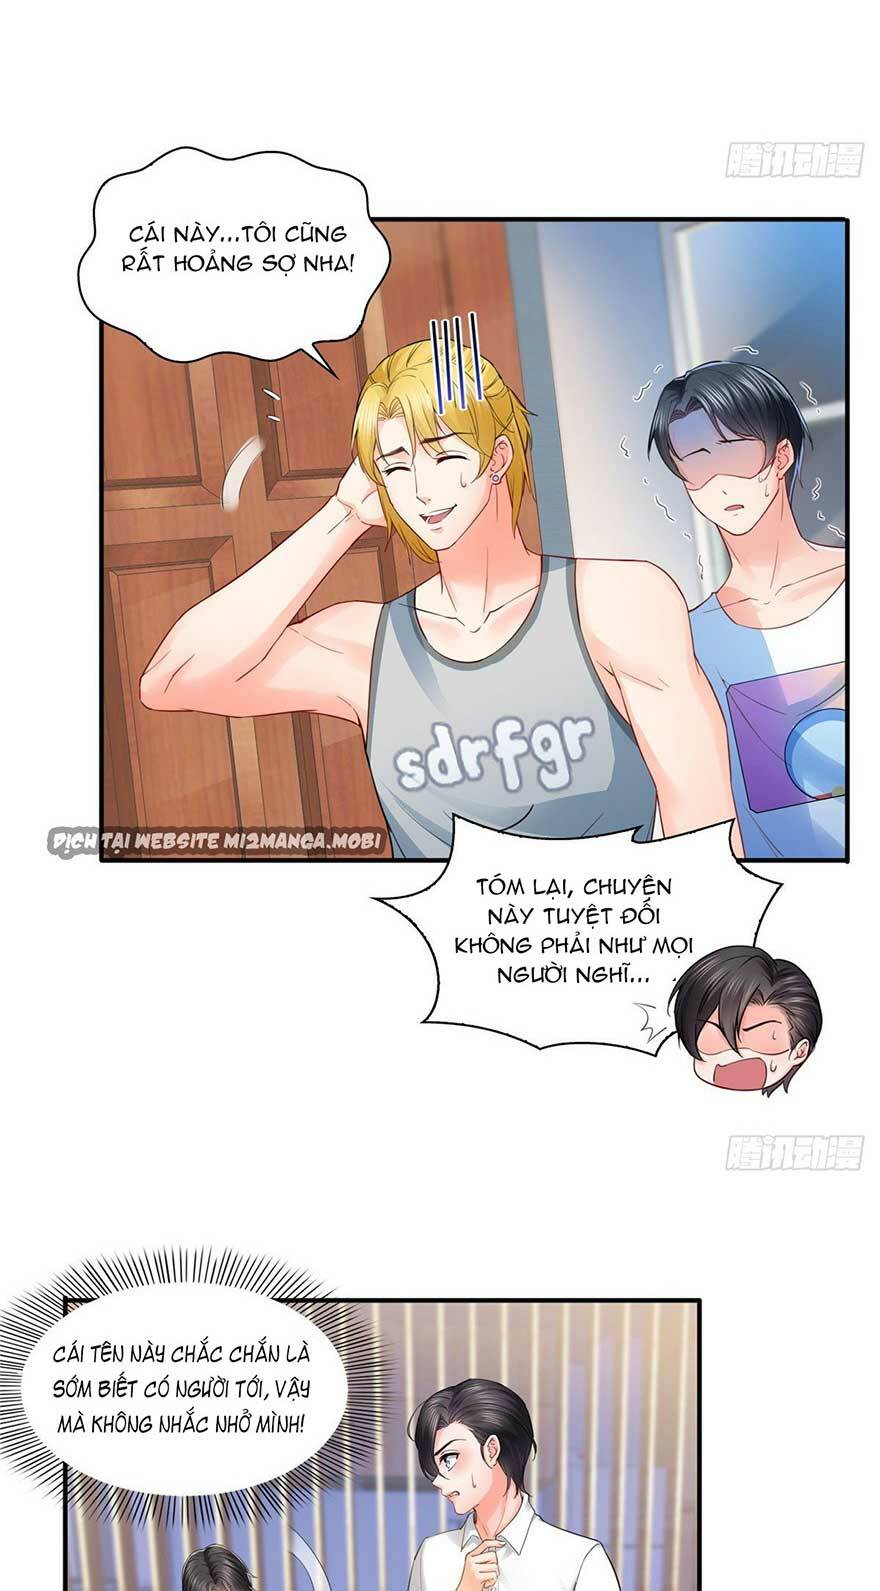 腾讯动漫
CÁI NÀY...TÔI CŨNG
RẤT HOẢNG SỢ NHA!
sdrfgr
DỊCH TẠI WEBSITE MI2MANGA.MOBI
TÓM LẠI, CHUYỆN
NÀY TUYỆT ĐỐI
KHÔNG PHẢI NHƯ MỌI
NGƯỜI NGHĨ...
腾讯动漫
CÁI TÊN NÀY CHẮC CHẮN LÀ
SỚM BIẾT CÓ NGƯỜI TỚI, VẬY
MÀ KHÔNG NHẮC NHỞ MÌNH!